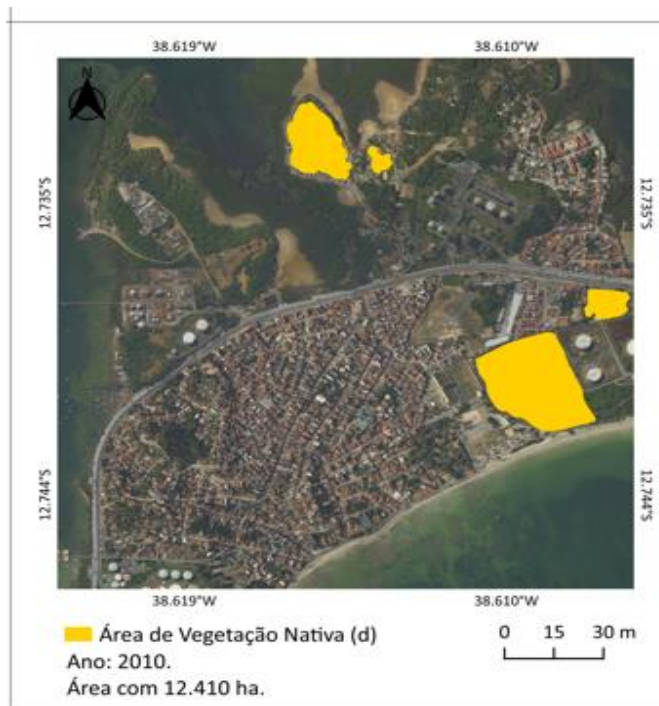 38.619°W 38.610°W
N
12.735°S 12.735°S
12.744°S 12.744°S
38.619°W 38.610°W
Área de Vegetação Nativa (d)
0 15 30 m
Ano: 2010.
Área com 12.410 ha.